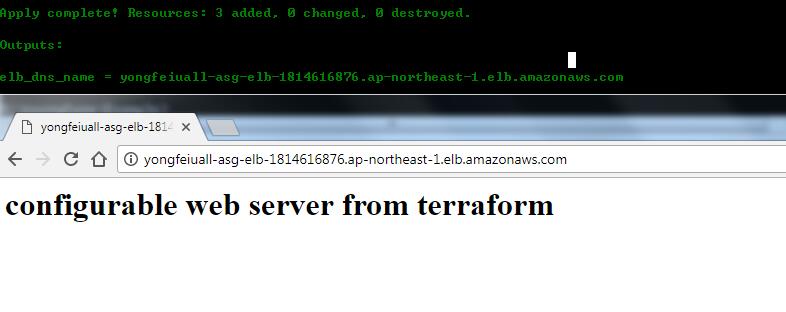 Apply complete! Resources: 3 added, 0 changed, 0 destroyed.
Outputs:
elb_dns_name = yongfeiuall-asg-elb-1814616876.ap-northeast-1.elb.amazonaws.com
yongfeiuall-asg-elb-1814
yongfeiuall-asg-elb-1814616876.ap-northeast-1.elb.amazonaws.com
configurable web server from terraform